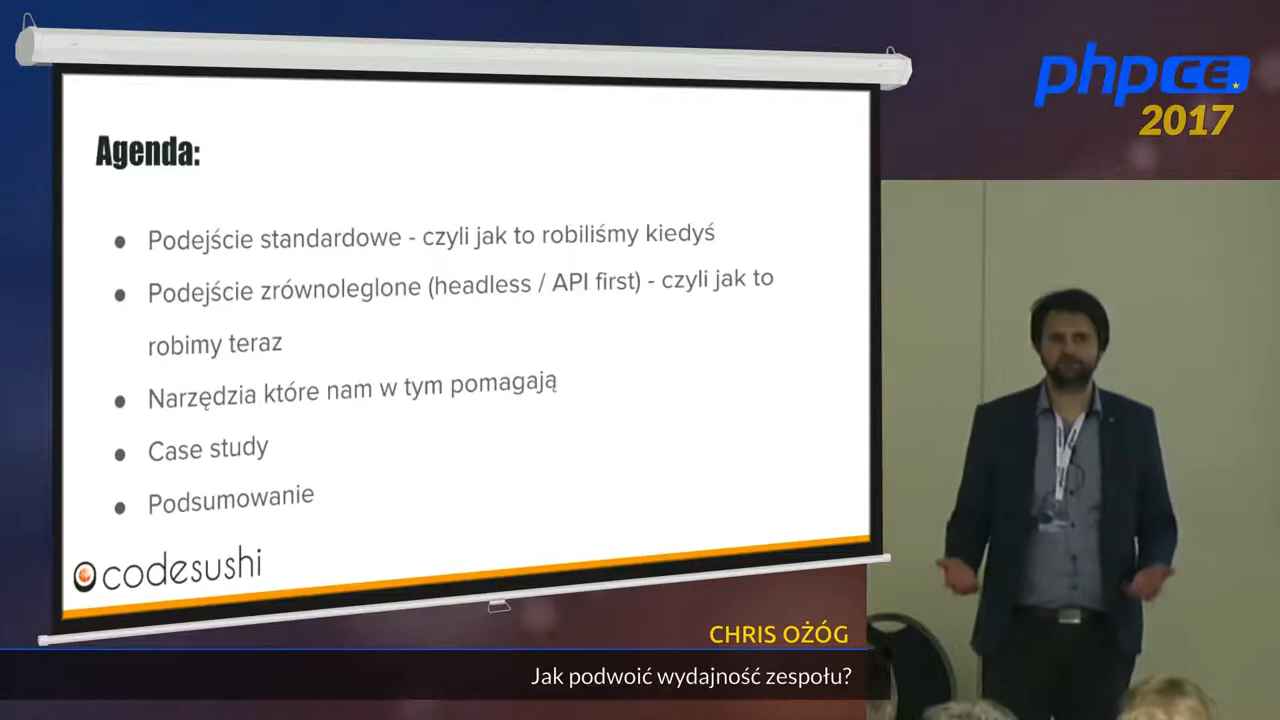 phpCE
2017
Agenda:
● Podejście standardowe - czyli jak to robiliśmy kiedyś
● Podejście zrównoleglone (headless / API first) - czyli jak to
robimy teraz
● Narzędzia które nam w tym pomagają
● Case study
● Podsumowanie
codesushi
CHRIS OŻÓG
Jak podwoić wydajność zespołu?